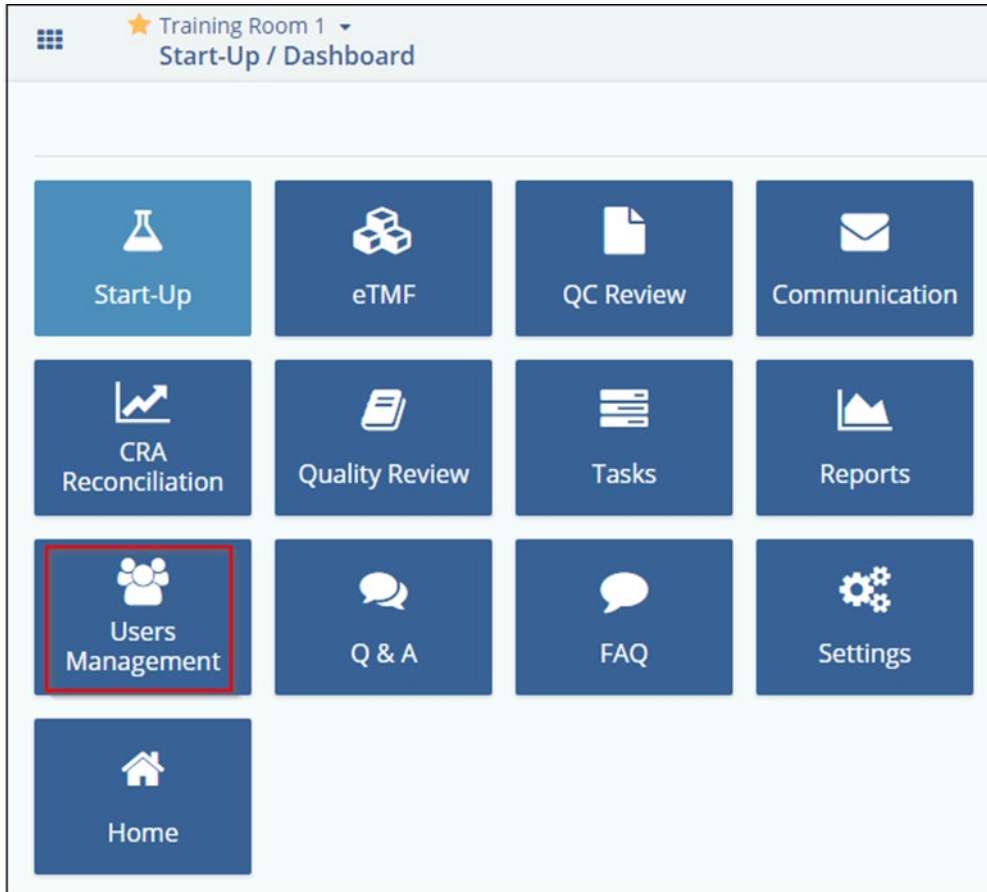 Training Room 1
Start-Up / Dashboard
Start-Up
eTMF
QC Review
Communication
CRA
Reconciliation
Quality Review
Tasks
Reports
Users
Management
Q & A
FAQ
Settings
Home